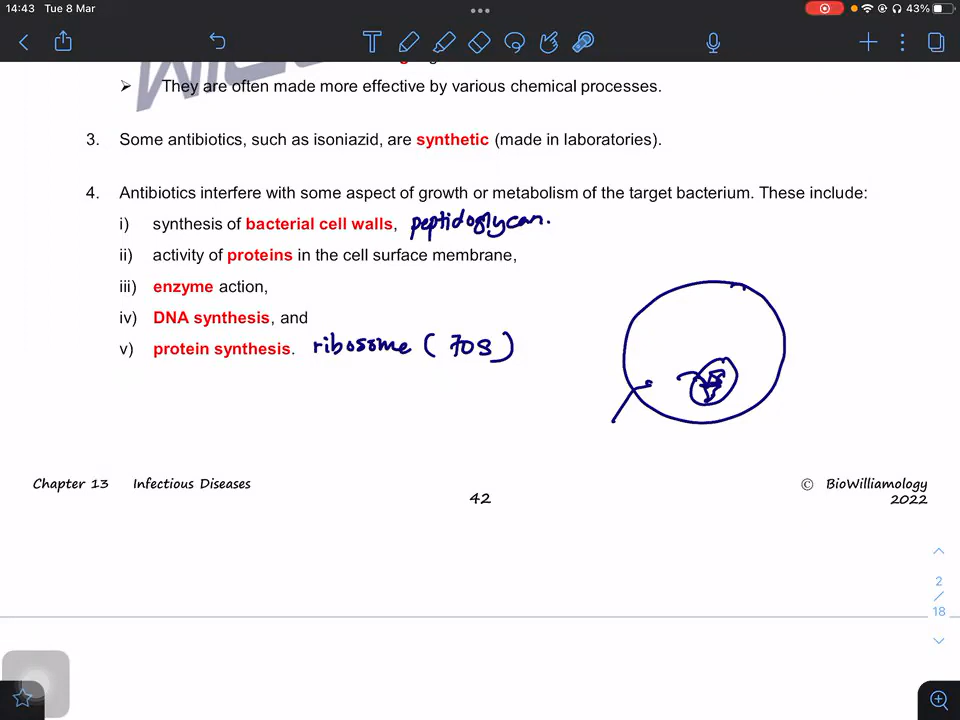 14:43 Tue 8 Mar
43%
➢ They are often made more effective by various chemical processes.
3. Some antibiotics, such as isoniazid, are synthetic (made in laboratories).
4. Antibiotics interfere with some aspect of growth or metabolism of the target bacterium. These include:
i) synthesis of bacterial cell walls, peptidoglycan.
ii) activity of proteins in the cell surface membrane,
iii) enzyme action,
iv) DNA synthesis, and
v) protein synthesis. ribosome (70S)
Chapter 13 Infectious Diseases
42
© BioWilliamology
2022
2
/
18